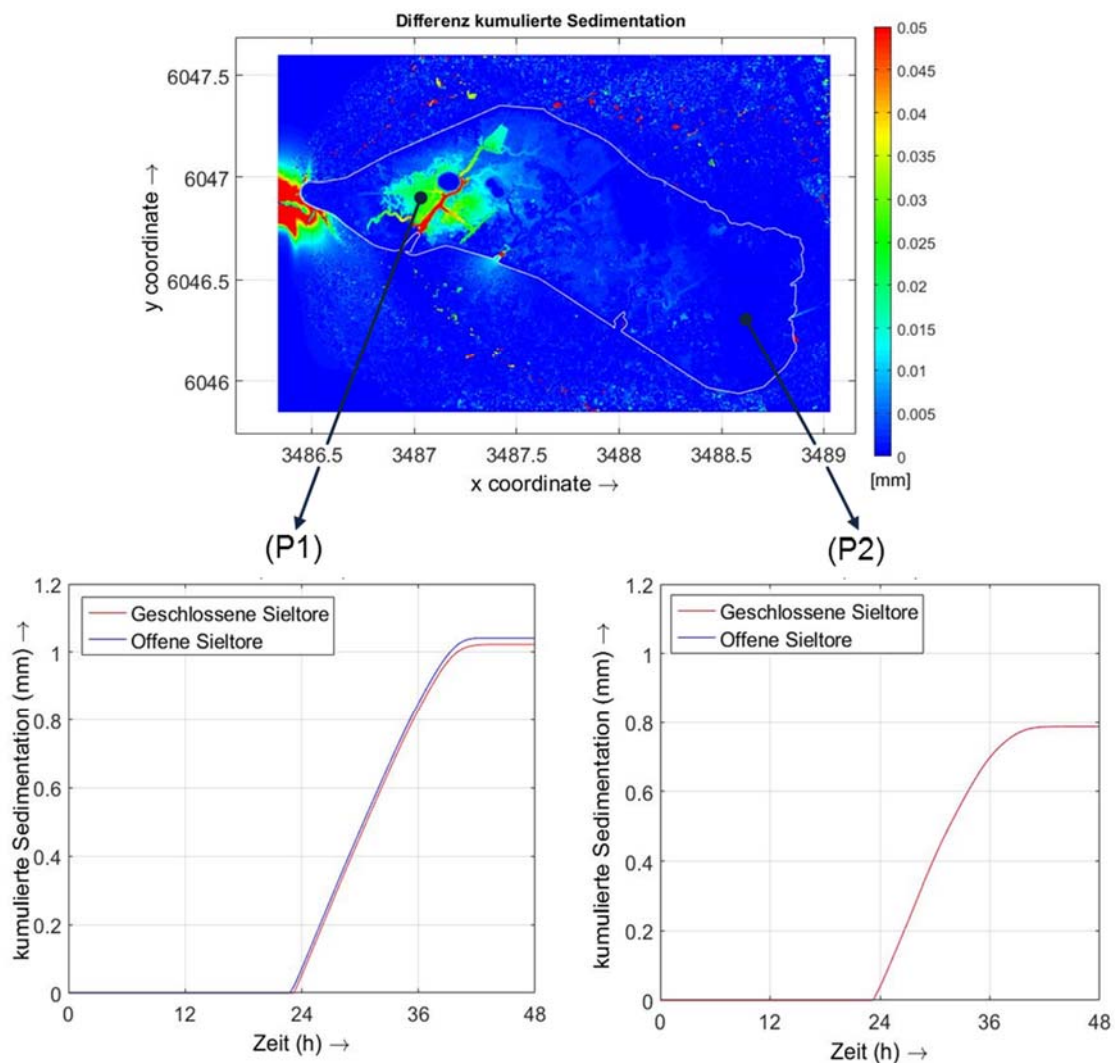 Differenz kumulierte Sedimentation
0.05
0.045
0.04
0.035
0.03
0.025
0.02
0.015
0.01
0.005
0
[mm]
y coordinate →
6047.5
6047
6046.5
6046
3486.5 3487 3487.5 3488 3488.5 3489
x coordinate →
(P1)
(P2)
kumulierte Sedimentation (mm) →
1.2
1
0.8
0.6
0.4
0.2
0
Geschlossene Sieltore
Offene Sieltore
0 12 24 36 48
Zeit (h) →
kumulierte Sedimentation (mm) →
1.2
1
0.8
0.6
0.4
0.2
0
Geschlossene Sieltore
Offene Sieltore
0 12 24 36 48
Zeit (h) →